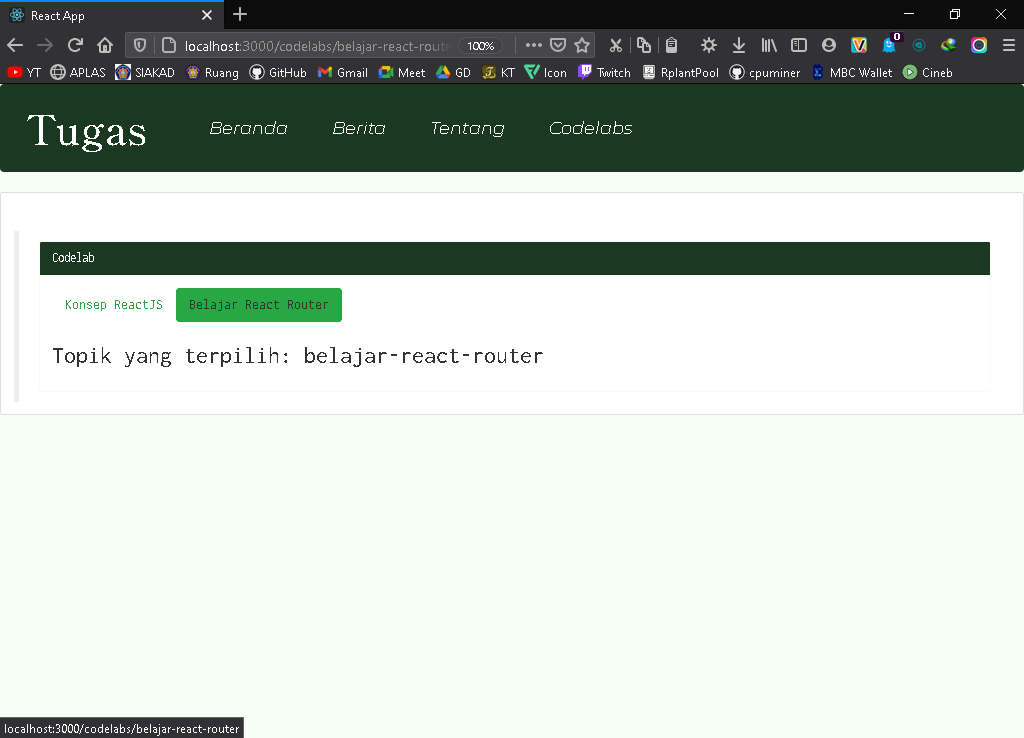 React App
localhost:3000/codelabs/belajar-react-route
100%
0
YT APLAS SIAKAD Ruang GitHub Gmail Meet GD KT Icon Twitch RplantPool cpuminer MBC Wallet Cineb
Tugas Beranda Berita Tentang Codelabs
Codelab
Konsep ReactJS Belajar React Router
Topik yang terpilih: belajar-react-router
localhost:3000/codelabs/belajar-react-router